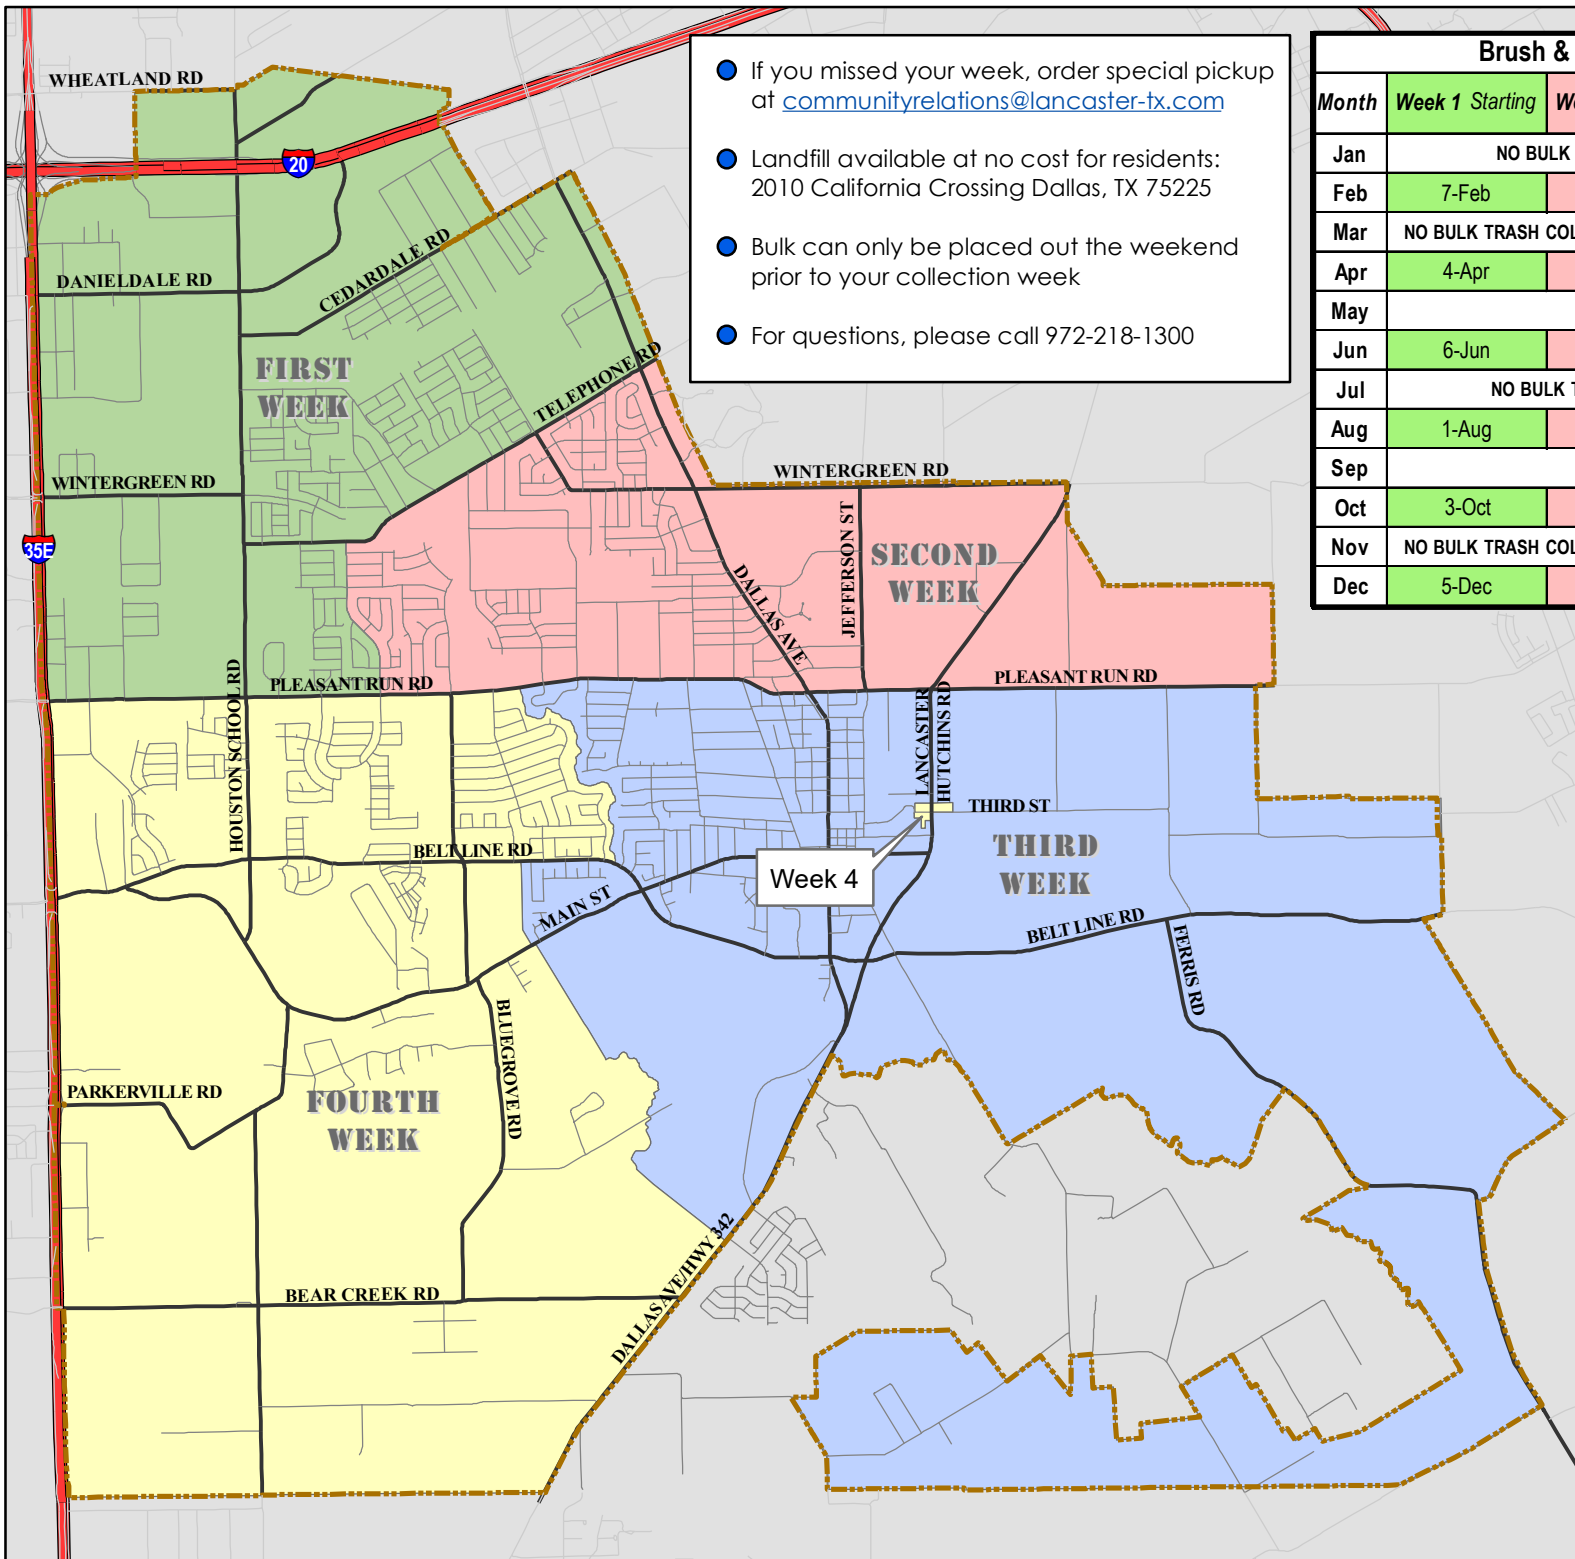 WHEATLAND RD
20
If you missed your week, order special pickup
at communityrelations@lancaster-tx.com
Landfill available at no cost for residents:
2010 California Crossing Dallas, TX 75225
Bulk can only be placed out the weekend
prior to your collection week
For questions, please call 972-218-1300
Brush &
Month Week 1 Starting
Jan NO BULK
Feb 7-Feb
Mar NO BULK TRASH COL
Apr 4-Apr
May
Jun 6-Jun
Jul NO BULK T
Aug 1-Aug
Sep
Oct 3-Oct
Nov NO BULK TRASH COL
Dec 5-Dec
DANIELDALE RD
CEDARDALE RD
FIRST
WEEK
TELEPHONE RD
WINTERGREEN RD
WINTERGREEN RD
35E
JEFFERSON ST
SECOND
WEEK
DALLAS AVE
HOUSTON SCHOOL RD
PLEASANT RUN RD
PLEASANT RUN RD
LANCASTER
HUTCHINS RD
THIRD ST
BELT LINE RD
THIRD
WEEK
Week 4
MAIN ST
BELT LINE RD
FERRIS RD
BLUEGROVE RD
PARKERVILLE RD
FOURTH
WEEK
BEAR CREEK RD
DALLAS AVE/HWY 342